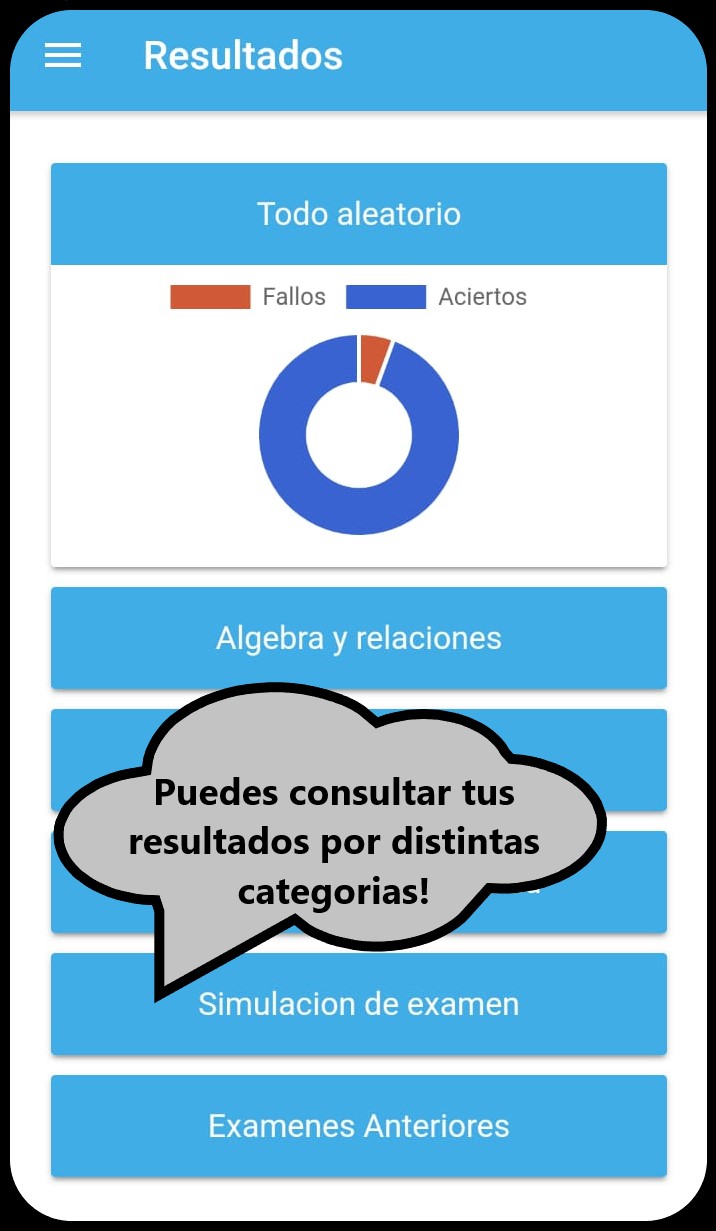 Resultados
Todo aleatorio
Fallos Aciertos
Algebra y relaciones
Puedes consultar tus
resultados por distintas
categorias!
Simulacion de examen
Examenes Anteriores